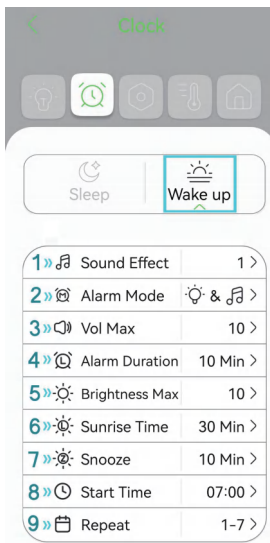 Clock
Sleep
Wake up
1» Sound Effect 1 >
2» Alarm Mode & >
3» Vol Max 10 >
4» Alarm Duration 10 Min >
5» Brightness Max 10 >
6» Sunrise Time 30 Min >
7» Snooze 10 Min >
8» Start Time 07:00 >
9» Repeat 1-7 >